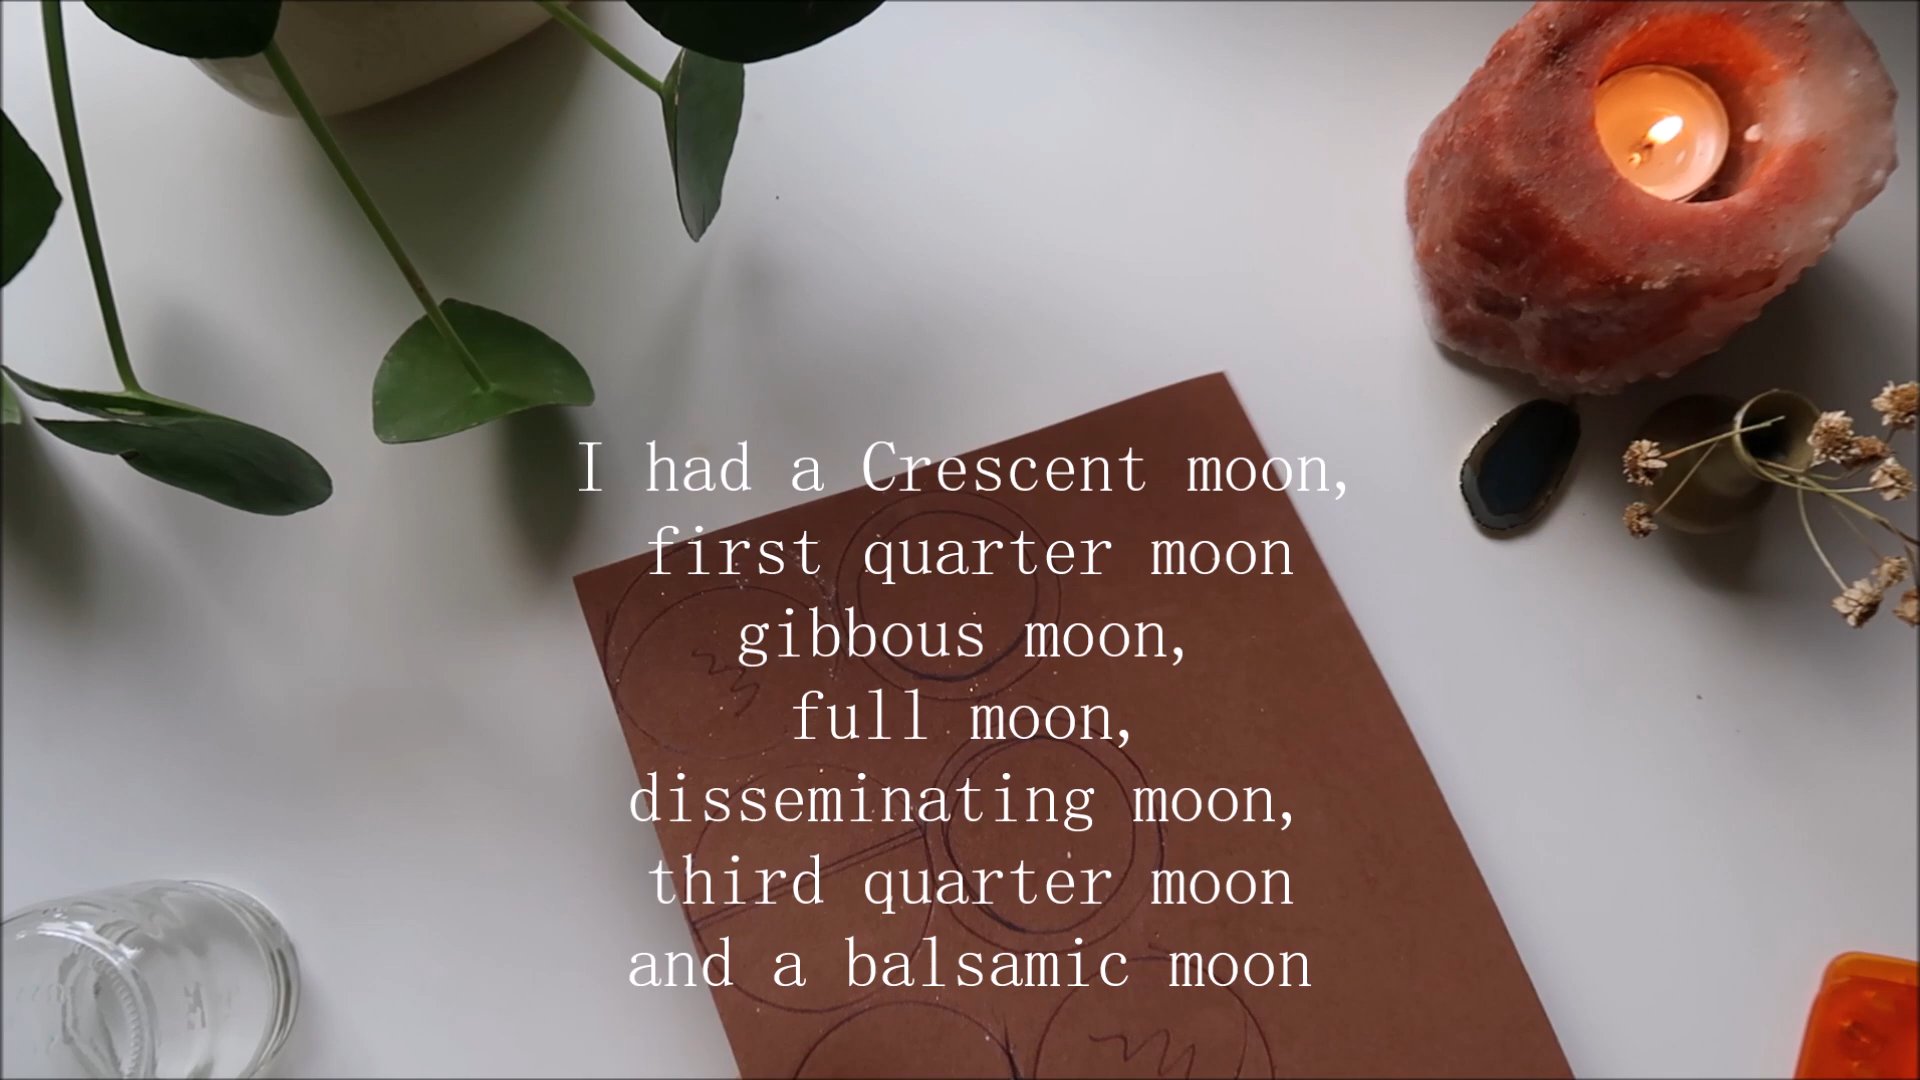 I had a Crescent moon,
first quarter moon
gibbous moon,
full moon,
disseminating moon,
third quarter moon
and a balsamic moon